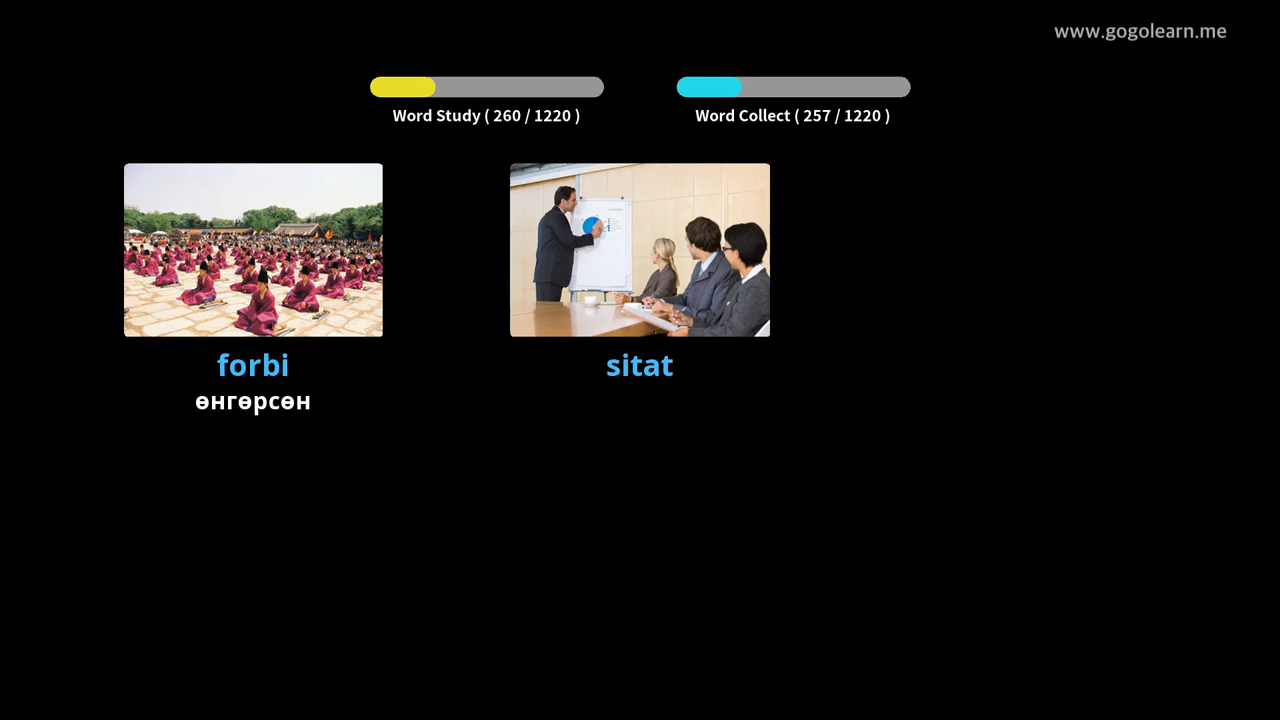 www.gogolearn.me
Word Study ( 260 / 1220 )
Word Collect ( 257 / 1220 )
forbi
өнгөрсөн
sitat